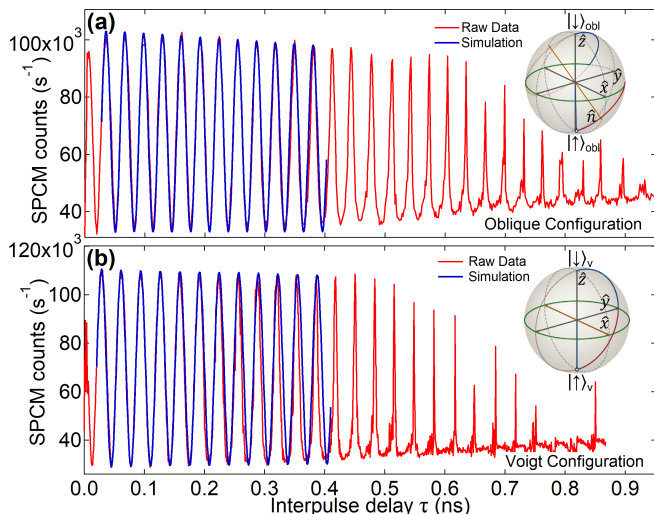 (a)
Raw Data
Simulation
|↓⟩obl
ẑ
ŷ
x̂
n̂
|↑⟩obl
100x10³
80
60
40
SPCM counts (s⁻¹)
Oblique Configuration
120x10³
(b)
Raw Data
Simulation
|↓⟩v
ẑ
ŷ
x̂
|↑⟩v
100
80
60
40
SPCM counts (s⁻¹)
Voigt Configuration
0.0 0.1 0.2 0.3 0.4 0.5 0.6 0.7 0.8 0.9
Interpulse delay τ (ns)